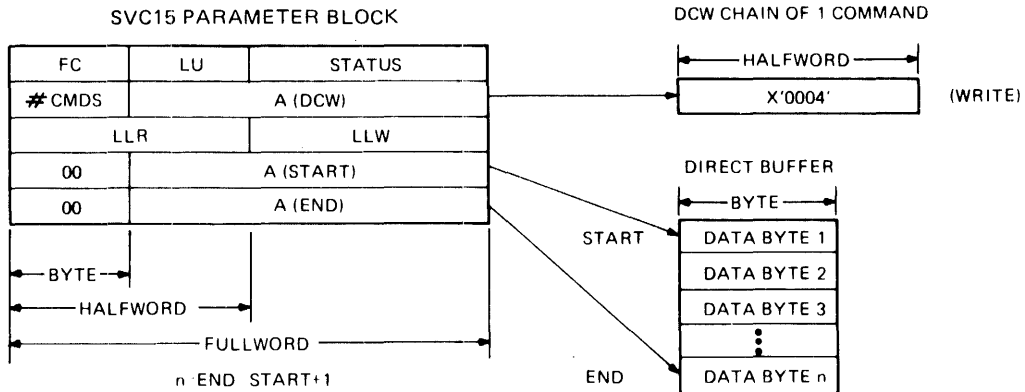 SVC15 PARAMETER BLOCK
FC LU STATUS
# CMDS A (DCW)
LLR LLW
00 A (START)
00 A (END)
BYTE
HALFWORD
FULLWORD
n END START+1
DCW CHAIN OF 1 COMMAND
HALFWORD
X'0004' (WRITE)
DIRECT BUFFER
BYTE
START DATA BYTE 1
DATA BYTE 2
DATA BYTE 3
END DATA BYTE n